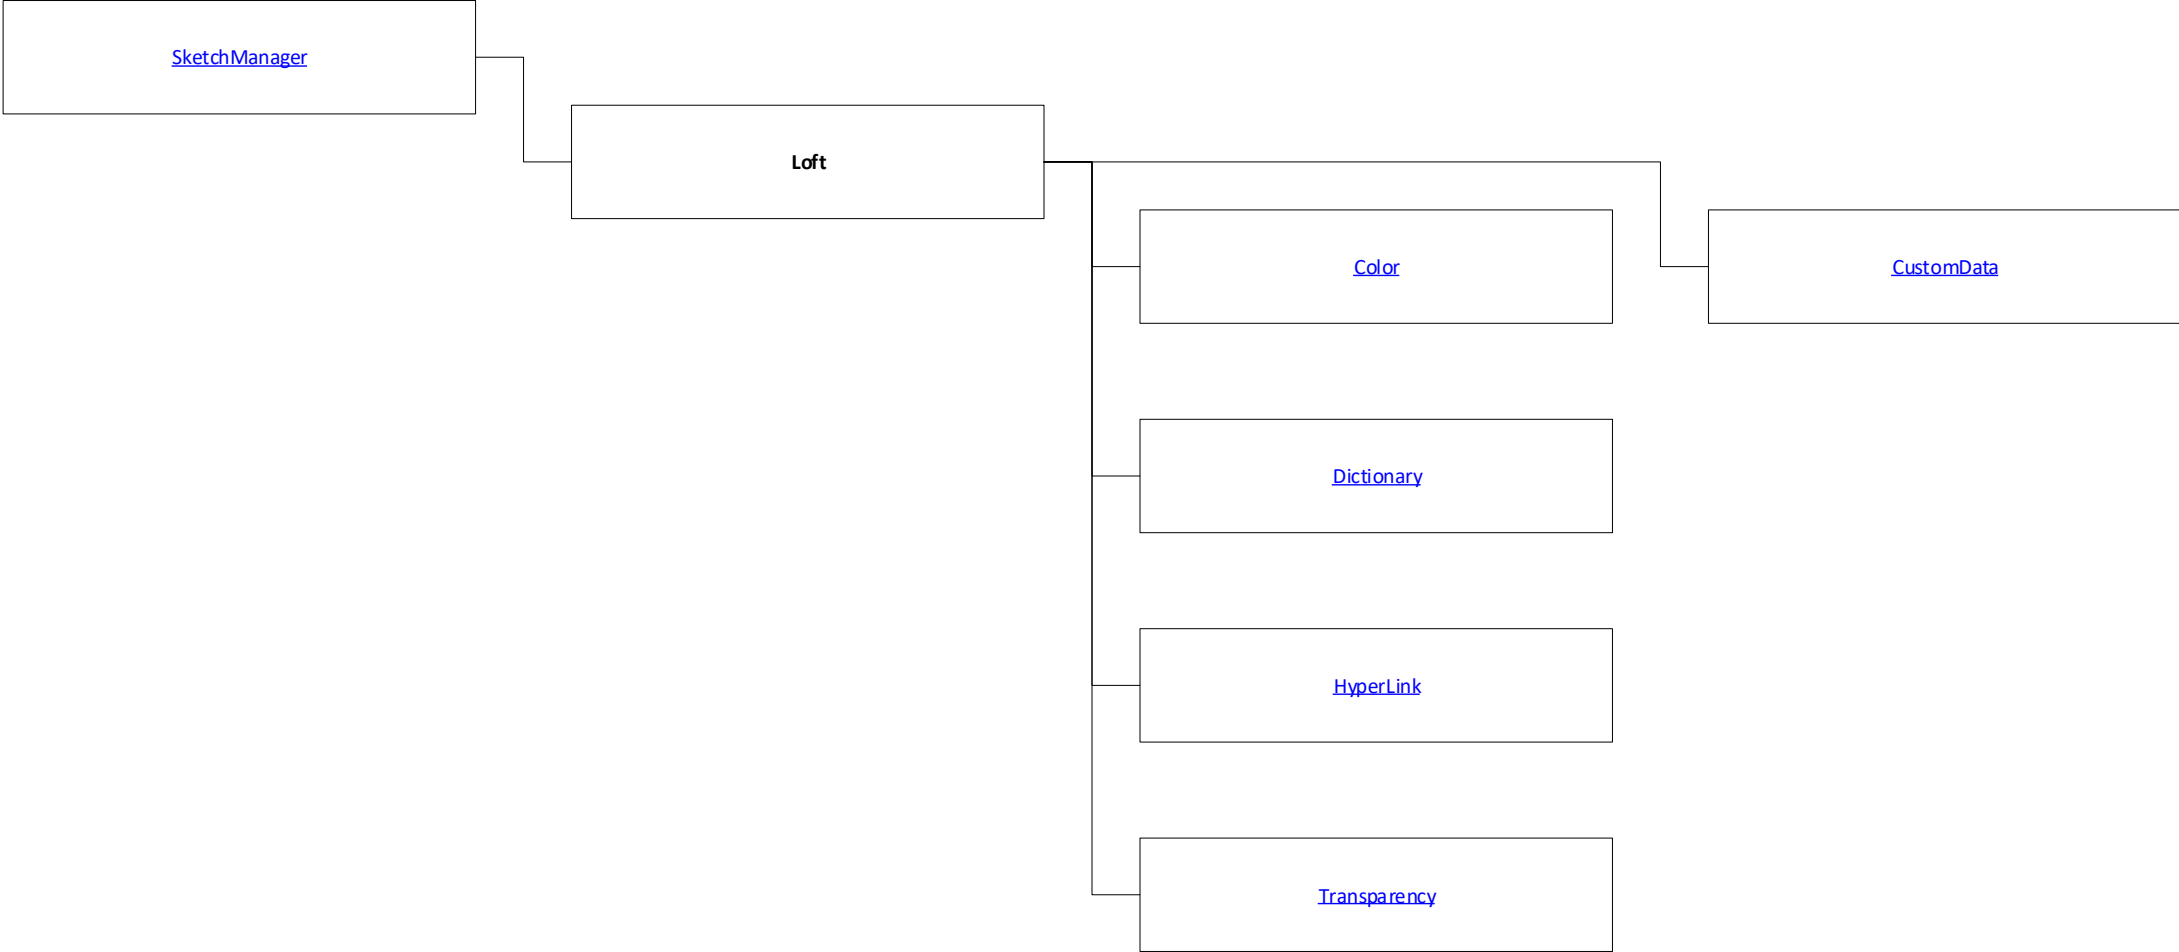 SketchManager
Loft
Color
CustomData
Dictionary
HyperLink
Transparency